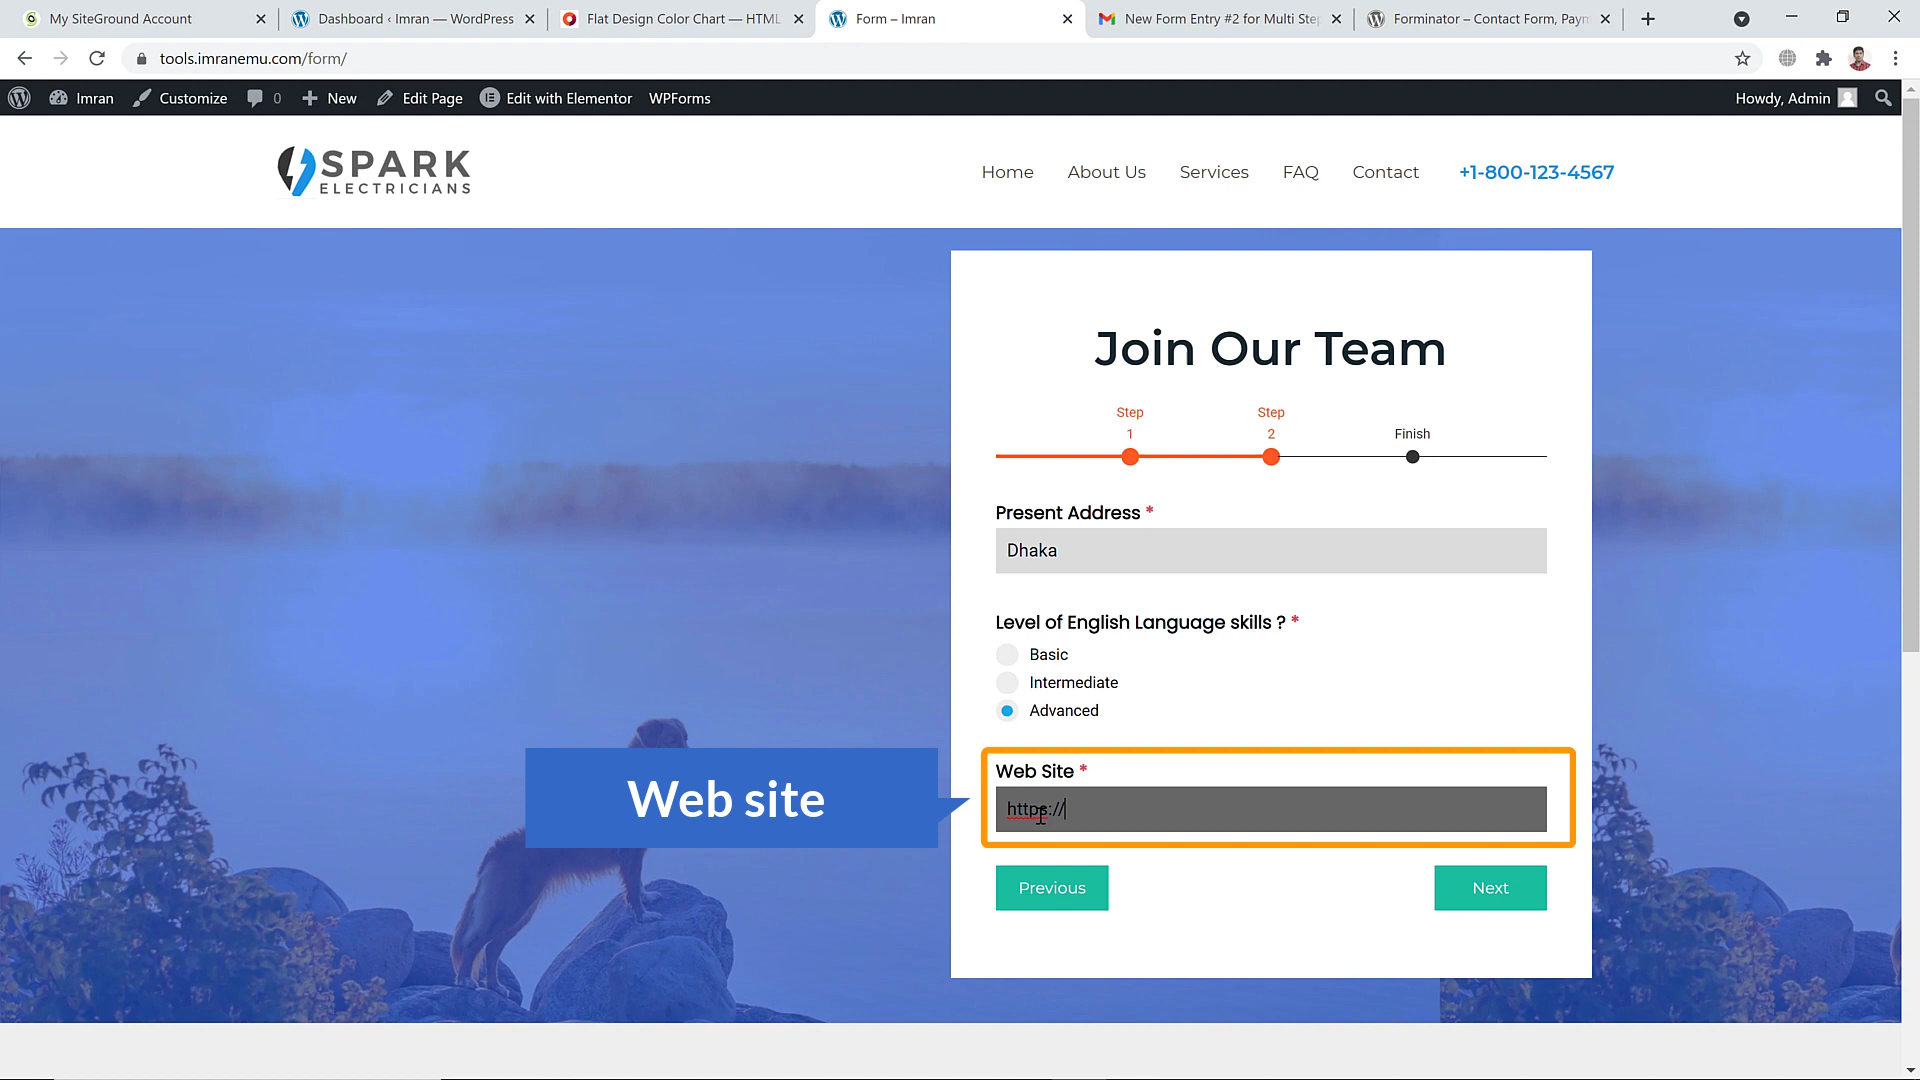 My SiteGround Account
Dashboard ‹ Imran — WordPress
Flat Design Color Chart — HTML
Form – Imran
New Form Entry #2 for Multi Step
Forminator – Contact Form, Paym
tools.imranemu.com/form/
Imran
Customize
0
New
Edit Page
Edit with Elementor
WPForms
Howdy, Admin
SPARK
ELECTRICIANS
Home
About Us
Services
FAQ
Contact
+1-800-123-4567
Join Our Team
Step
1
Step
2
Finish
Present Address *
Dhaka
Level of English Language skills ? *
Basic
Intermediate
Advanced
Web site
Web Site *
https://
Previous
Next